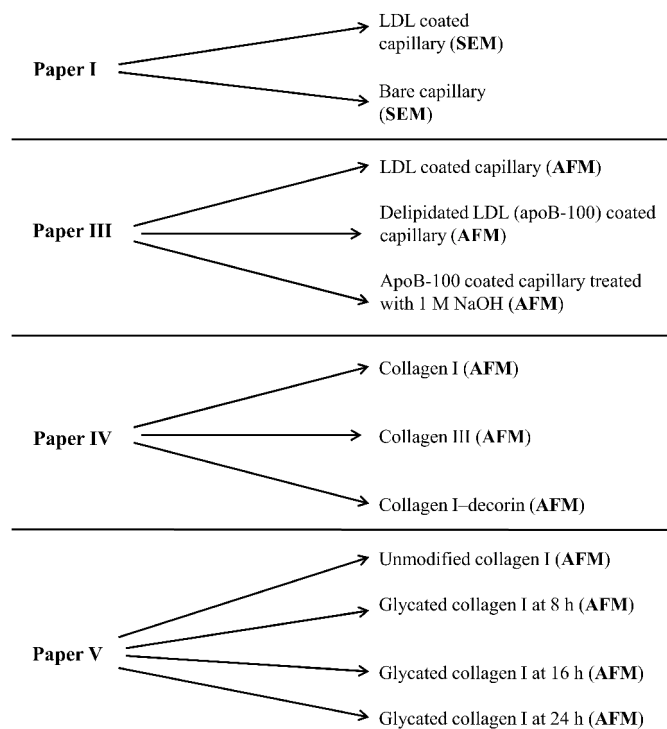 LDL coated
capillary (SEM)
Paper I
Bare capillary
(SEM)
LDL coated capillary (AFM)
Paper III
Delipidated LDL (apoB-100) coated
capillary (AFM)
ApoB-100 coated capillary treated
with 1 M NaOH (AFM)
Collagen I (AFM)
Paper IV
Collagen III (AFM)
Collagen I–decorin (AFM)
Unmodified collagen I (AFM)
Glycated collagen I at 8 h (AFM)
Paper V
Glycated collagen I at 16 h (AFM)
Glycated collagen I at 24 h (AFM)